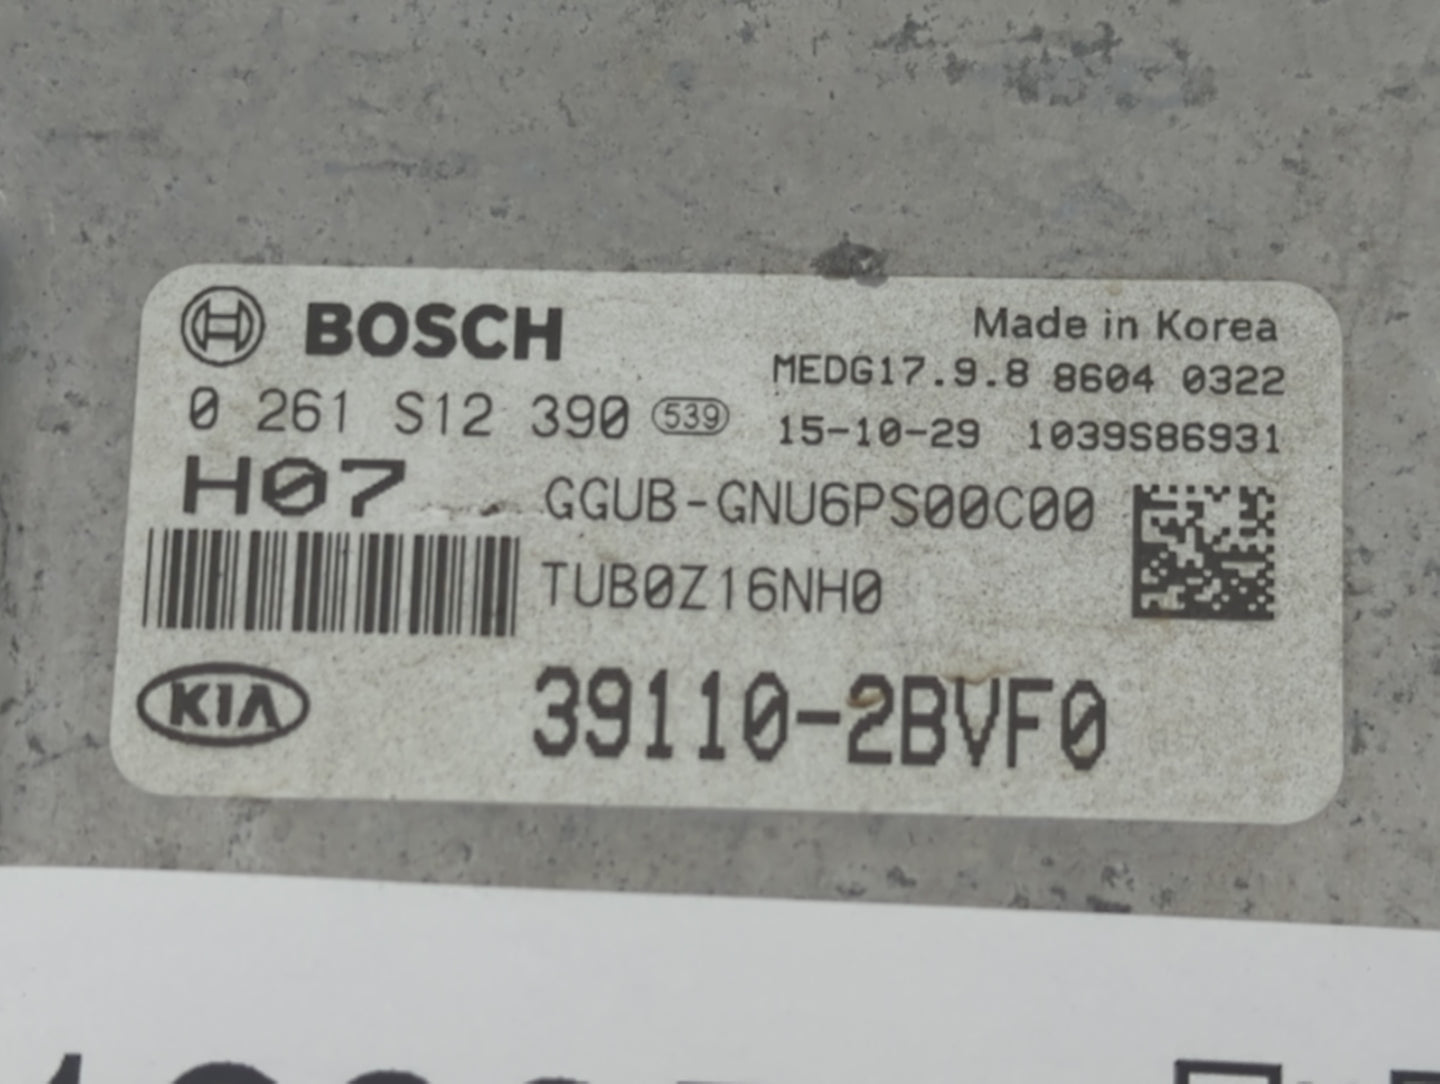 BOSCH
Made in Korea
MEDG17.9.8 8604 0322
0 261 S12 390 539
15-10-29 1039S86931
H07
GGUB-GNU6PS00C00
TUB0Z16NH0
KIA
39110-2BVF0